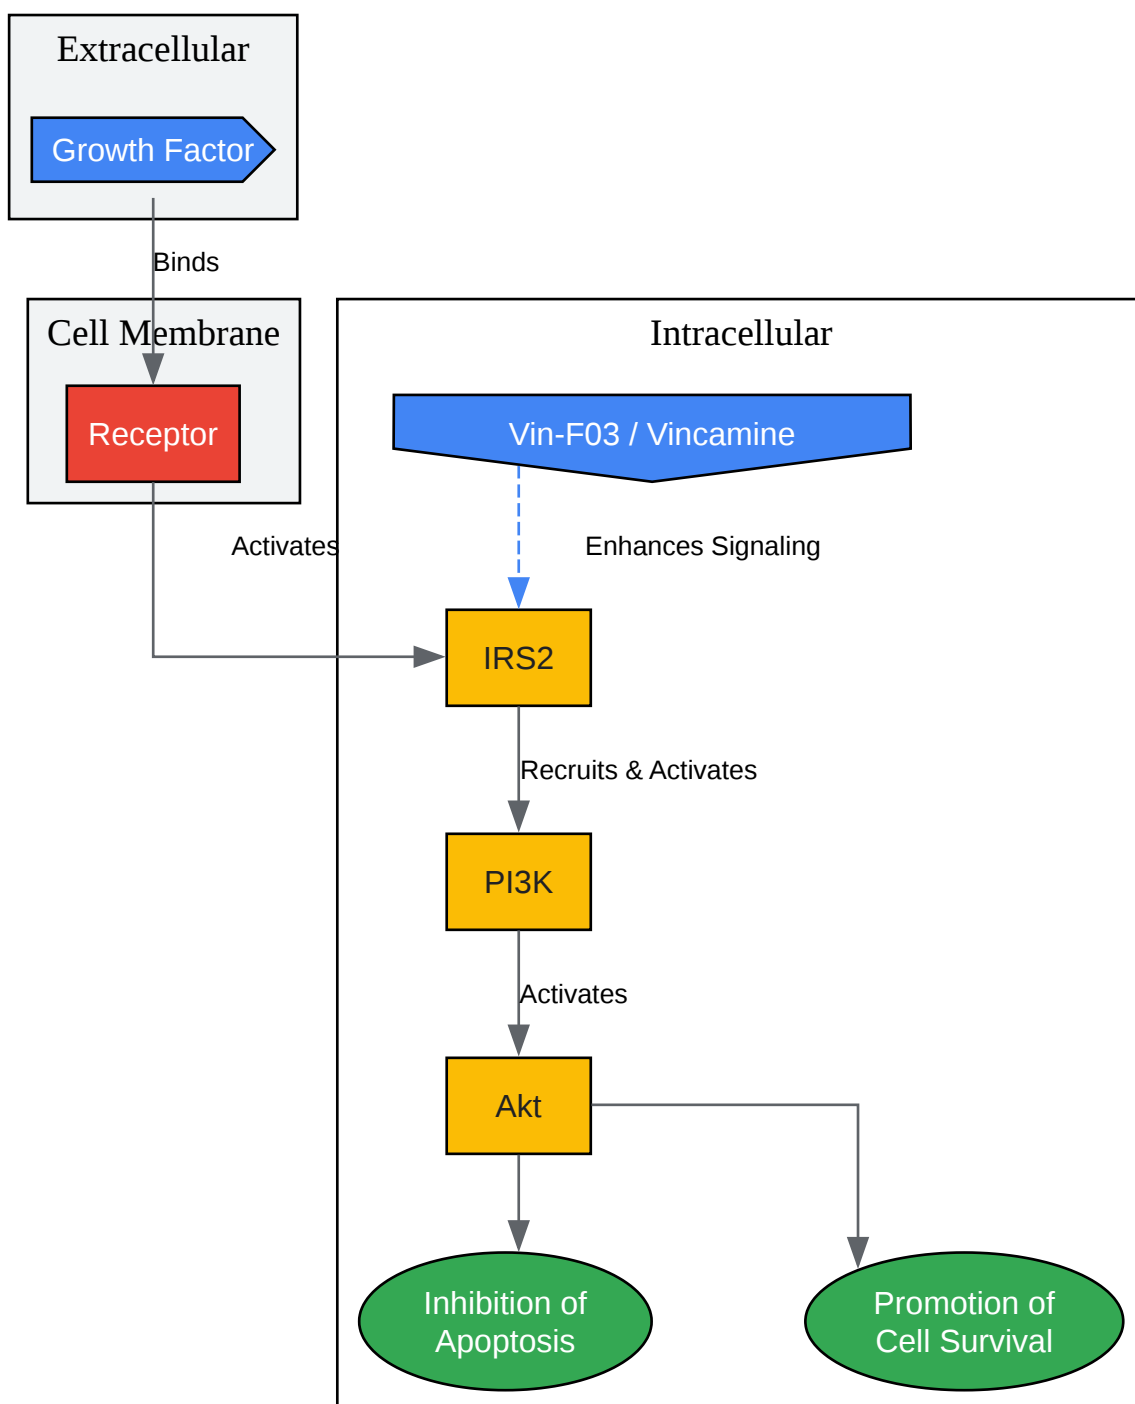 Extracellular
Growth Factor
Binds
Cell Membrane
Receptor
Intracellular
Vin-F03 / Vincamine
Activates
Enhances Signaling
IRS2
Recruits & Activates
PI3K
Activates
Akt
Inhibition of
Apoptosis
Promotion of
Cell Survival